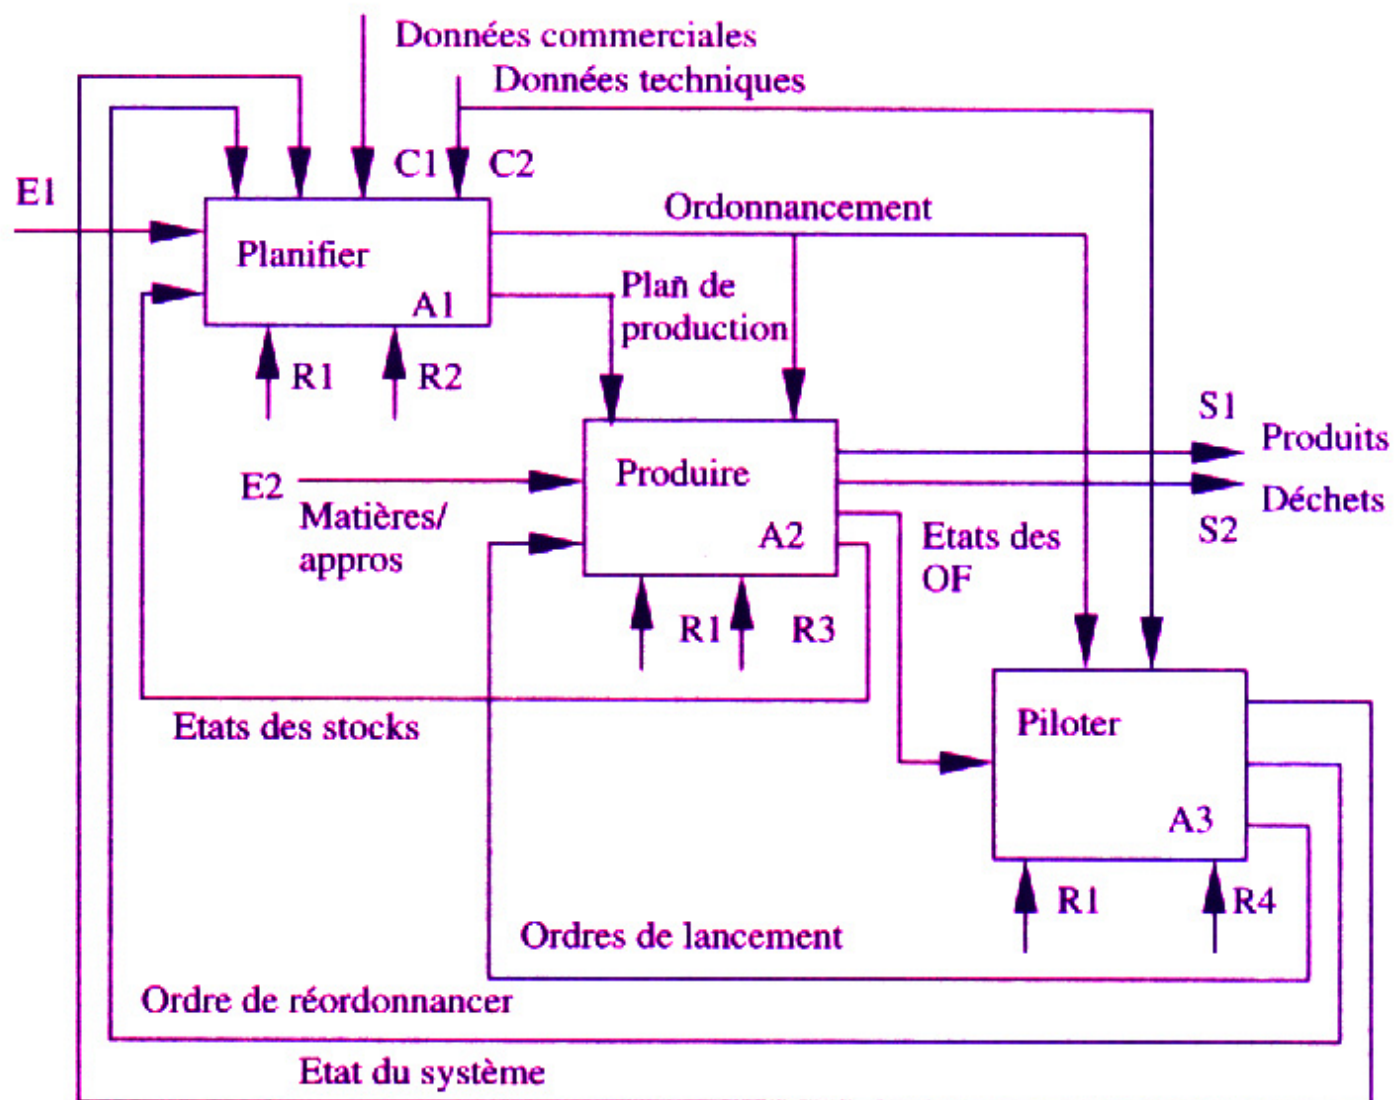 Données commerciales
Données techniques
C1 C2
E1
Ordonnancement
Planifier
A1
Plañ de
production
R1 R2
S1
Produits
E2
Matières/
appros
Produire
A2
Déchets
S2
Etats des
OF
R1 R3
Etats des stocks
Piloter
A3
R1 R4
Ordres de lancement
Ordre de réordonnancer
Etat du système